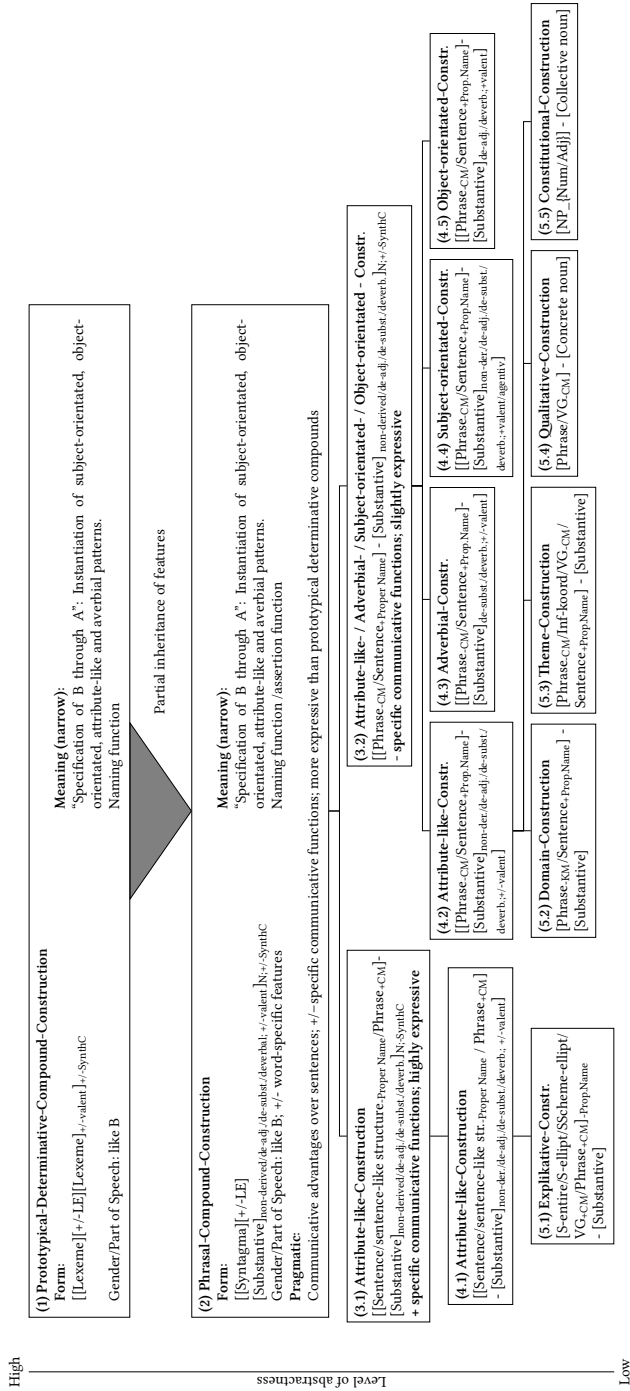 High
Level of abstractness
Low
(1) Prototypical-Determinative-Compound-Construction
Form:
[[Lexeme][+/-LE][Lexeme]+/-valent]+/-SynthC
Gender/Part of Speech: like B
Meaning (narrow):
“Specification of B through A”: Instantiation of subject-orientated, object-
orientated, attribute-like and averbial patterns.
Naming function
Partial inheritance of features
(2) Phrasal-Compound-Construction
Form:
[[Syntagma][+/-LE]
[Substantive]non-derived/de-adj./de-subst./deverbal; +/-valent]N;+/-SynthC
Gender/Part of Speech: like B; +/- word-specific features
Pragmatic:
Communicative advantages over sentences; +/– specific communicative functions; more expressive than prototypical determinative compounds
Meaning (narrow):
“Specification of B through A”: Instantiation of subject-orientated, object-
orientated, attribute-like and averbial patterns.
Naming function /assertion function
(3.1) Attribute-like-Construction
[[Sentence/sentence-like structure-Proper Name/Phrase+CM]-
[Substantive]non-derived/de-adj./de-subst./deverb.]N;-SynthC
+ specific communicative functions; highly expressive
(3.2) Attribute-like- / Adverbial- / Subject-orientated- / Object-orientated - Constr.
[[Phrase-CM/Sentence+Proper Name] - [Substantive] non-derived/de-adj./de-subst./deverb.]N;+/-SynthC
- specific communicative functions; slightly expressive
(4.1) Attribute-like-Construction
[[Sentence/sentence-like str.-Proper Name / Phrase+CM]
- [Substantive]non-der./de-adj./de-subst./deverb.; +/-valent]
(4.2) Attribute-like-Constr.
[[Phrase-CM/Sentence+Prop.Name]-
[Substantive]non-der./de-adj./de-subst./
deverb.;+/-valent]
(4.3) Adverbial-Constr.
[[Phrase-CM/Sentence+Prop.Name]-
[Substantive]de-subst./deverb.;+/-valent]
(4.4) Subject-orientated-Constr.
[[Phrase-CM/Sentence+Prop.Name]-
[Substantive]non-der./de-adj./de-subst./
deverb.;+valent/agentiv]
(4.5) Object-orientated-Constr.
[[Phrase-CM/Sentence+Prop.Name]-
[Substantive]de-adj./deverb.;+valent]
(5.1) Explikative-Constr.
[S-entire/S-ellipt/SScheme-ellipt/
VG+CM/Phrase+CM]-Prop.Name
- [Substantive]
(5.2) Domain-Construction
[Phrase-KM/Sentence+Prop.Name] -
[Substantive]
(5.3) Theme-Construction
[Phrase-CM/Inf-koord/VG-CM/
Sentence+Prop.Name] - [Substantive]
(5.4) Qualitative-Construction
[Phrase/VG-CM] - [Concrete noun]
(5.5) Constitutional-Construction
[NP_{Num/Adj}] - [Collective noun]